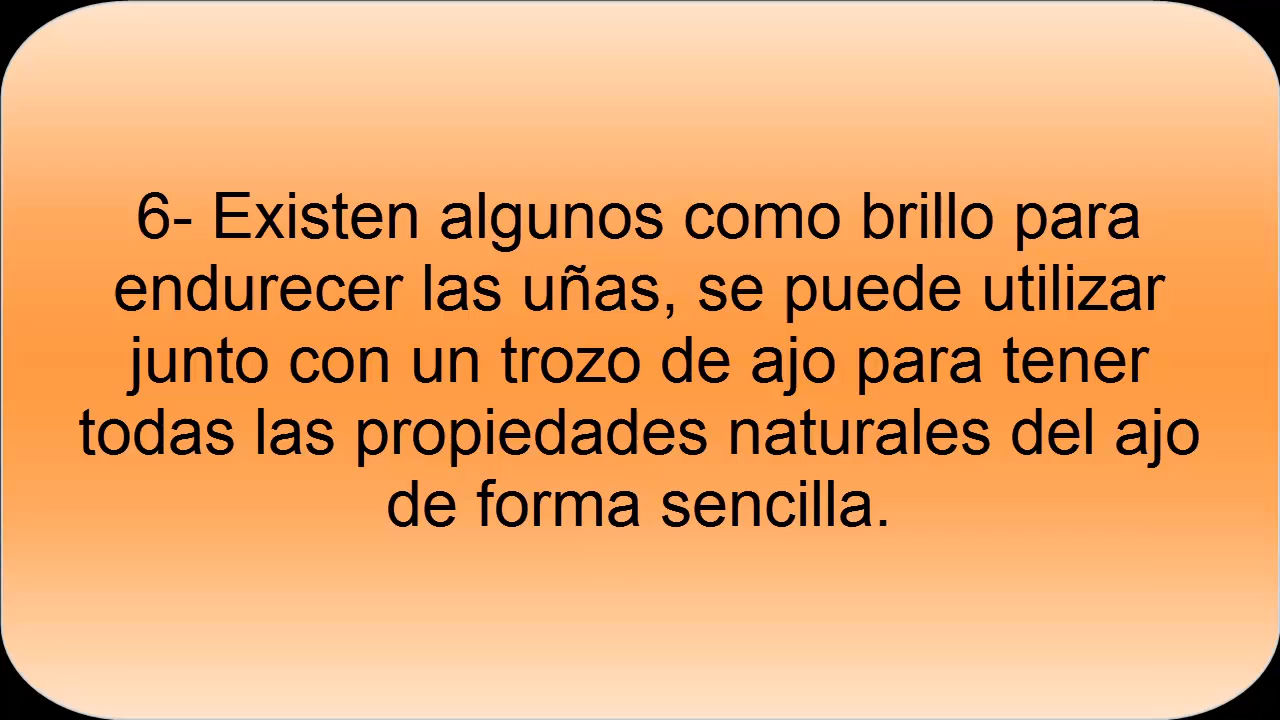 6- Existen algunos como brillo para
endurecer las uñas, se puede utilizar
junto con un trozo de ajo para tener
todas las propiedades naturales del ajo
de forma sencilla.